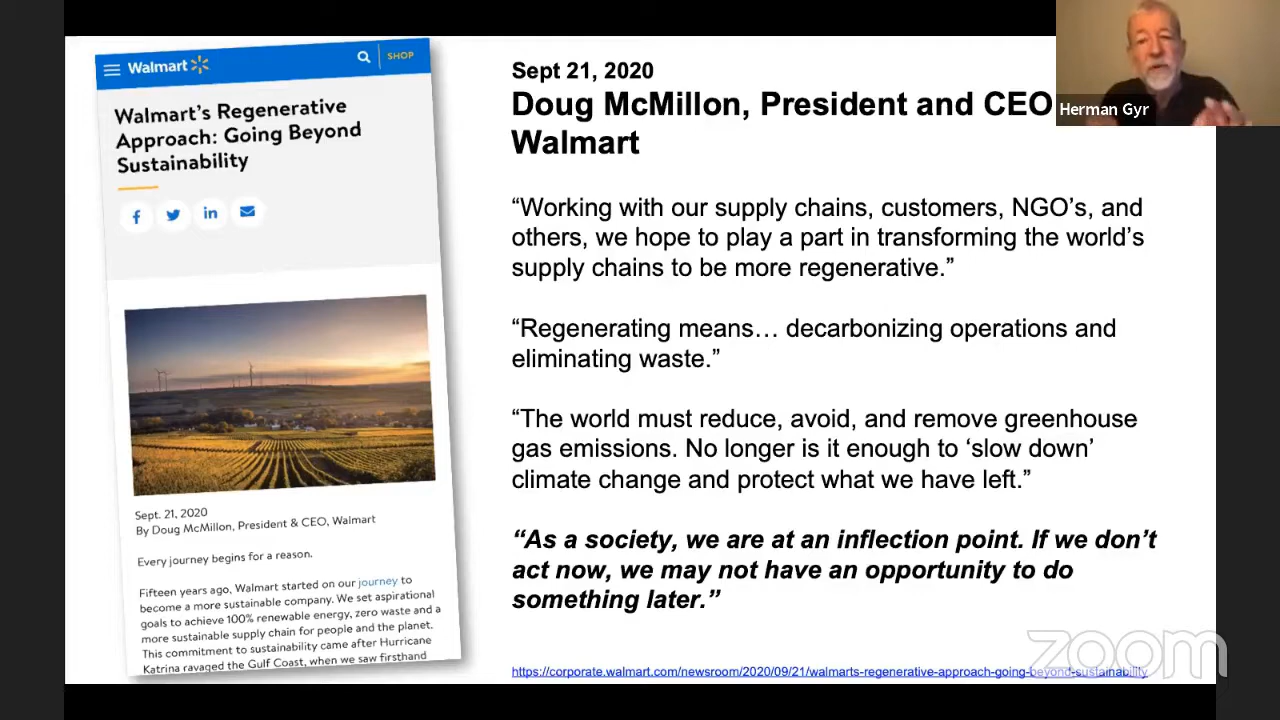 Walmart
SHOP
Walmart's Regenerative
Approach: Going Beyond
Sustainability
Sept. 21, 2020
By Doug McMillon, President & CEO, Walmart
Every journey begins for a reason.
Fifteen years ago, Walmart started on our journey to
become a more sustainable company. We set aspirational
goals to achieve 100% renewable energy, zero waste and a
more sustainable supply chain for people and the planet.
This commitment to sustainability came after Hurricane
Katrina ravaged the Gulf Coast, when we saw firsthand
Sept 21, 2020
Doug McMillon, President and CEO
Walmart
“Working with our supply chains, customers, NGO’s, and
others, we hope to play a part in transforming the world’s
supply chains to be more regenerative.”
“Regenerating means… decarbonizing operations and
eliminating waste.”
“The world must reduce, avoid, and remove greenhouse
gas emissions. No longer is it enough to ‘slow down’
climate change and protect what we have left.”
“As a society, we are at an inflection point. If we don’t
act now, we may not have an opportunity to do
something later.”
https://corporate.walmart.com/newsroom/2020/09/21/walmarts-regenerative-approach-going-beyond-sustainability
Herman Gyr
zoom